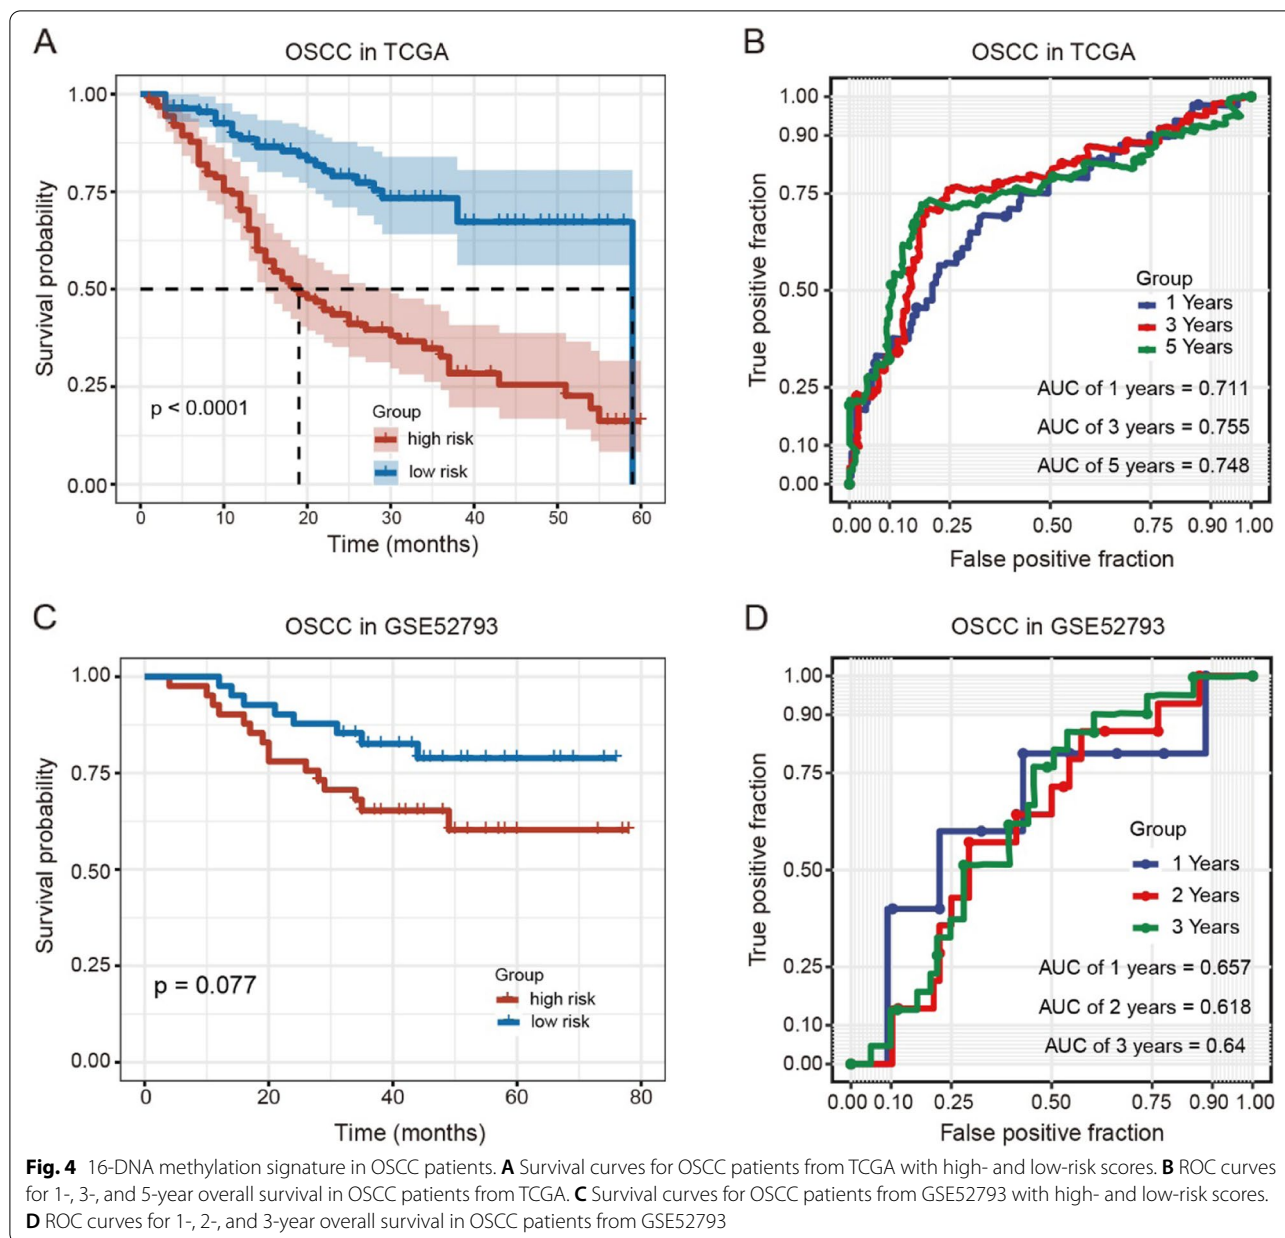 A
OSCC in TCGA
Survival probability
1.00
0.75
0.50
0.25
0.00
p < 0.0001
Group
high risk
low risk
0 10 20 30 40 50 60
Time (months)
B
OSCC in TCGA
True positive fraction
1.00
0.90
0.75
0.50
0.25
0.10
0.00
Group
1 Years
3 Years
5 Years
AUC of 1 years = 0.711
AUC of 3 years = 0.755
AUC of 5 years = 0.748
0.00 0.10 0.25 0.50 0.75 0.90 1.00
False positive fraction
C
OSCC in GSE52793
Survival probability
1.00
0.75
0.50
0.25
0.00
p = 0.077
Group
high risk
low risk
0 20 40 60 80
Time (months)
D
OSCC in GSE52793
True positive fraction
1.00
0.90
0.75
0.50
0.25
0.10
0.00
Group
1 Years
2 Years
3 Years
AUC of 1 years = 0.657
AUC of 2 years = 0.618
AUC of 3 years = 0.64
0.00 0.10 0.25 0.50 0.75 0.90 1.00
False positive fraction
Fig. 4 16-DNA methylation signature in OSCC patients. A Survival curves for OSCC patients from TCGA with high- and low-risk scores. B ROC curves
for 1-, 3-, and 5-year overall survival in OSCC patients from TCGA. C Survival curves for OSCC patients from GSE52793 with high- and low-risk scores.
D ROC curves for 1-, 2-, and 3-year overall survival in OSCC patients from GSE52793